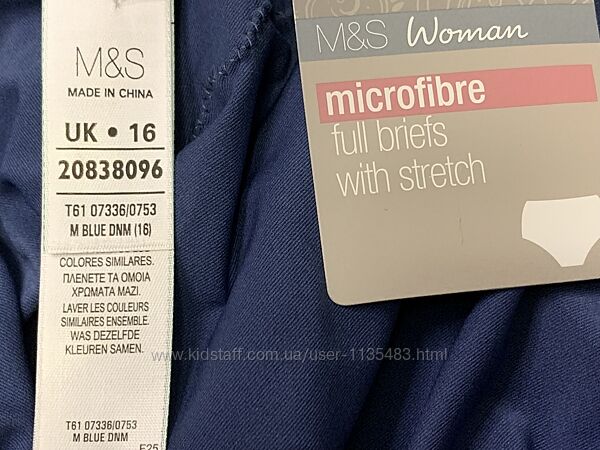 M&S
MADE IN CHINA
UK • 16
20838096
T61 07336/0753
M BLUE DNM (16)
COLORES SIMILARES.
ΠΛΕΝΕΤΕ ΤΑ ΟΜΟΙΑ
ΧΡΩΜΑΤΑ ΜΑΖΙ.
LAVER LES COULEURS
SIMILAIRES ENSEMBLE.
WAS DEZELFDE
KLEUREN SAMEN.
T61 07336/0753
M BLUE DNM
M&S Woman
microfibre
full briefs
with stretch
www.kidstaff.com.ua/user-1135483.html